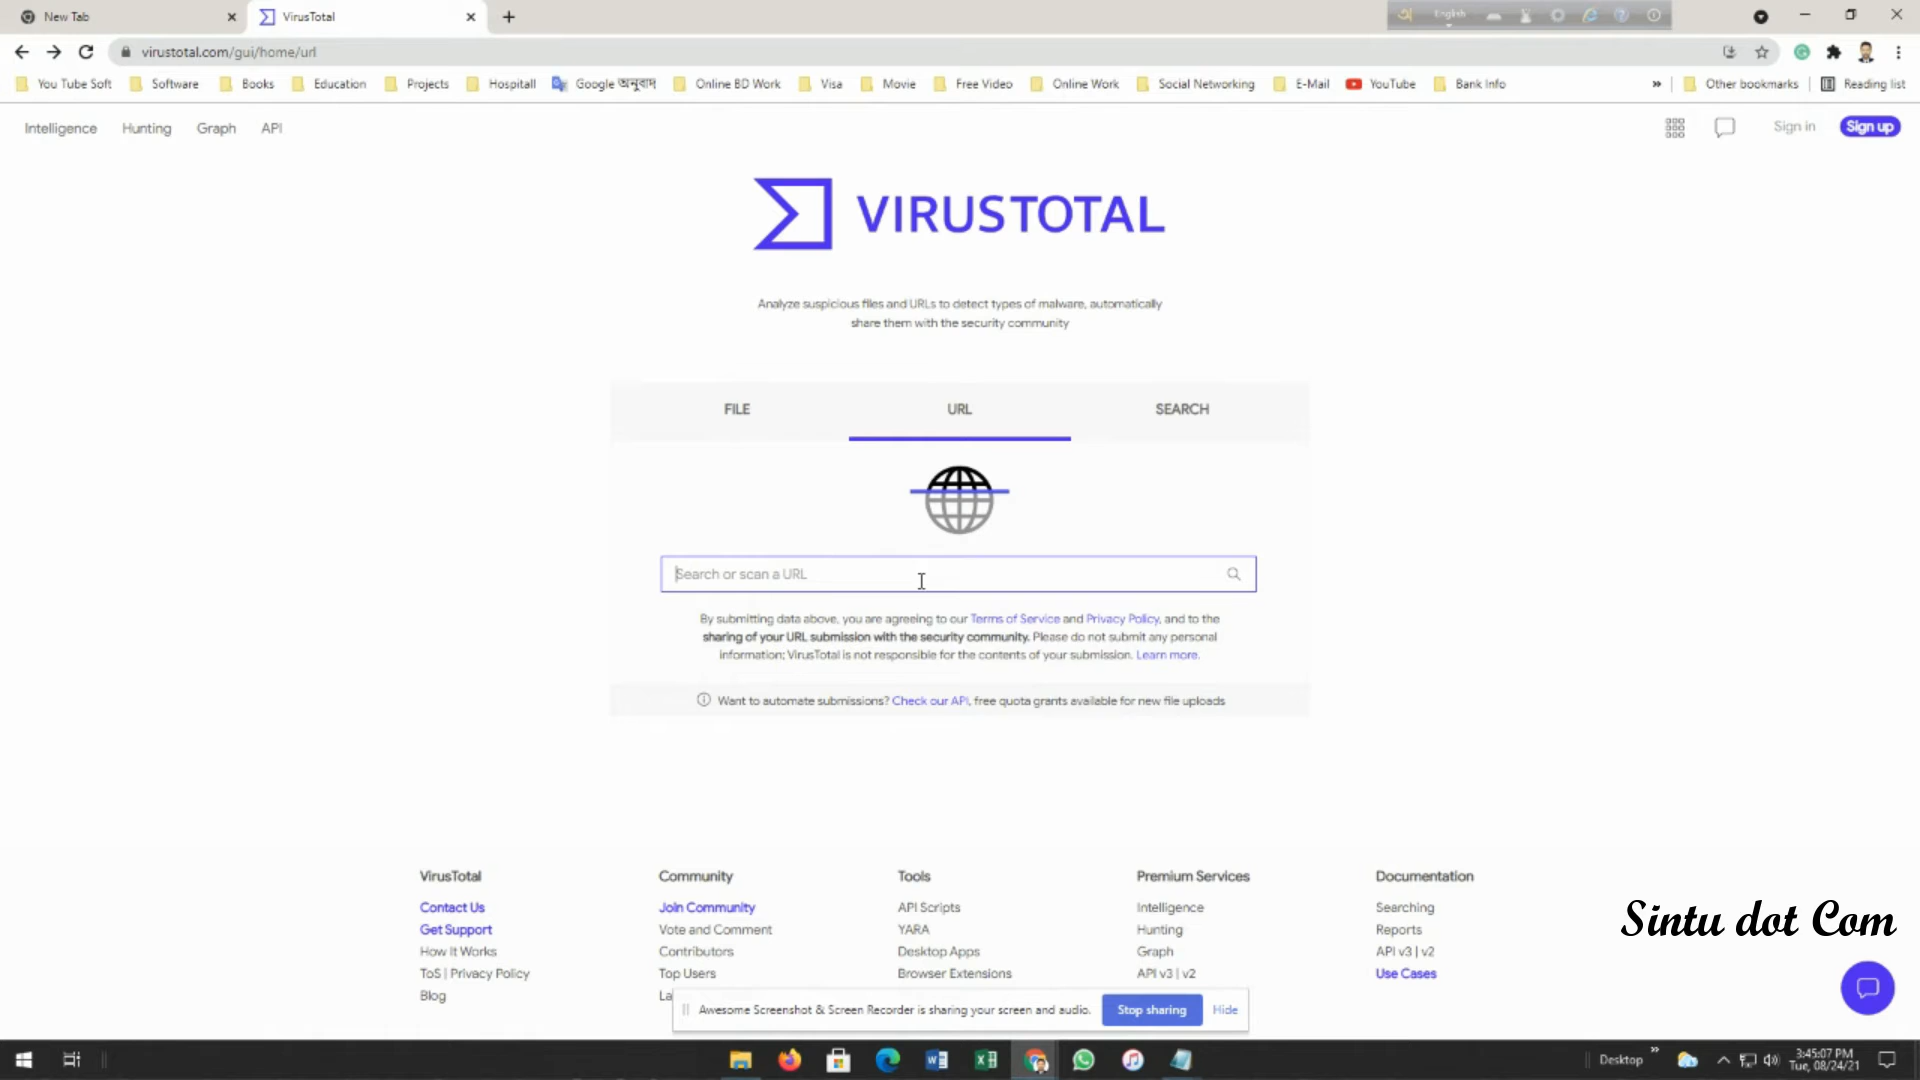 New Tab
VirusTotal
English
virustotal.com/gui/home/url
You Tube Soft Software Books Education Projects Hospitall Google অনুবাদ Online BD Work Visa Movie Free Video Online Work Social Networking E-Mail YouTube Bank Info » Other bookmarks Reading list
Intelligence Hunting Graph API
Sign in Sign up
VIRUSTOTAL
Analyze suspicious files and URLs to detect types of malware, automatically
share them with the security community
FILE URL SEARCH
Search or scan a URL
By submitting data above, you are agreeing to our Terms of Service and Privacy Policy, and to the
sharing of your URL submission with the security community. Please do not submit any personal
information; VirusTotal is not responsible for the contents of your submission. Learn more.
Want to automate submissions? Check our API, free quota grants available for new file uploads
VirusTotal Community Tools Premium Services Documentation
Contact Us Join Community API Scripts Intelligence Searching
Get Support Vote and Comment YARA Hunting Reports
How It Works Contributors Desktop Apps Graph API v3 | v2
ToS | Privacy Policy Top Users Browser Extensions API v3 | v2 Use Cases
Blog La
Sintu dot Com
Awesome Screenshot & Screen Recorder is sharing your screen and audio. Stop sharing Hide
Desktop »
3:45:07 PM
Tue, 08/24/21